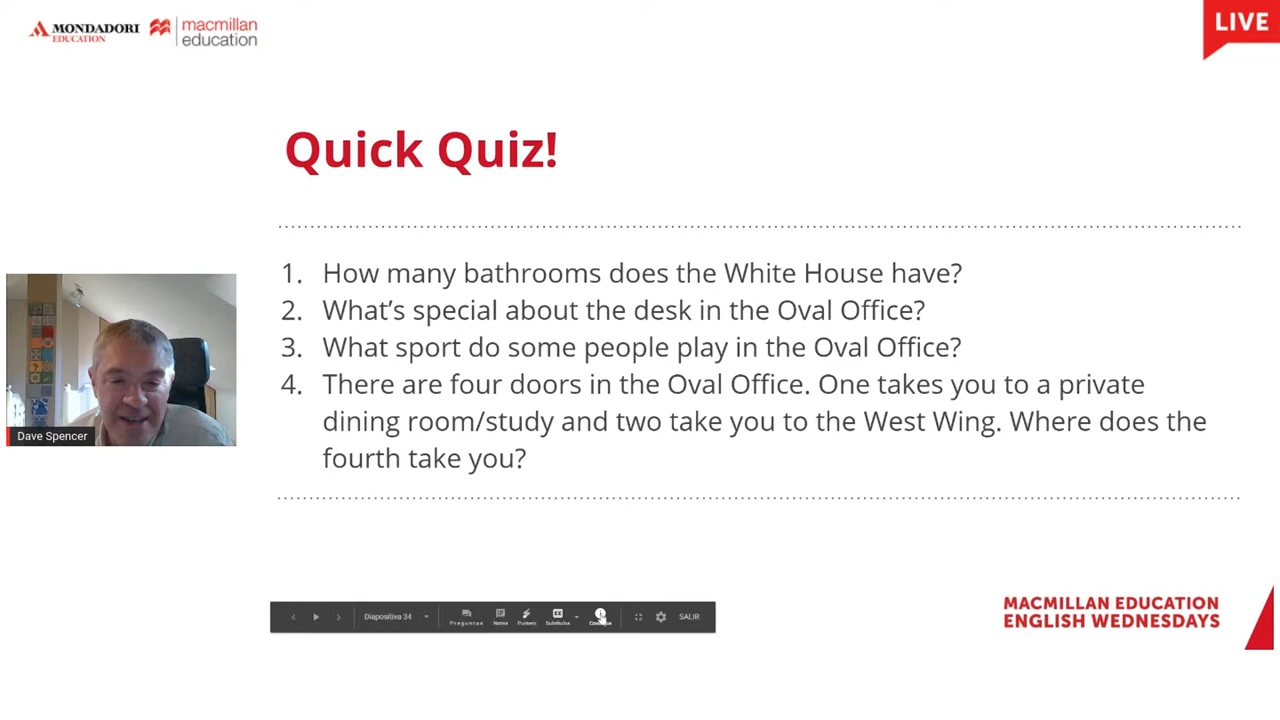 MONDADORI
EDUCATION
macmillan
education
LIVE
Quick Quiz!
1. How many bathrooms does the White House have?
2. What’s special about the desk in the Oval Office?
3. What sport do some people play in the Oval Office?
4. There are four doors in the Oval Office. One takes you to a private
dining room/study and two take you to the West Wing. Where does the
fourth take you?
Dave Spencer
Diapositiva 34
Preguntas
Notas
Puntero
Subtítulos
SALIR
MACMILLAN EDUCATION
ENGLISH WEDNESDAYS